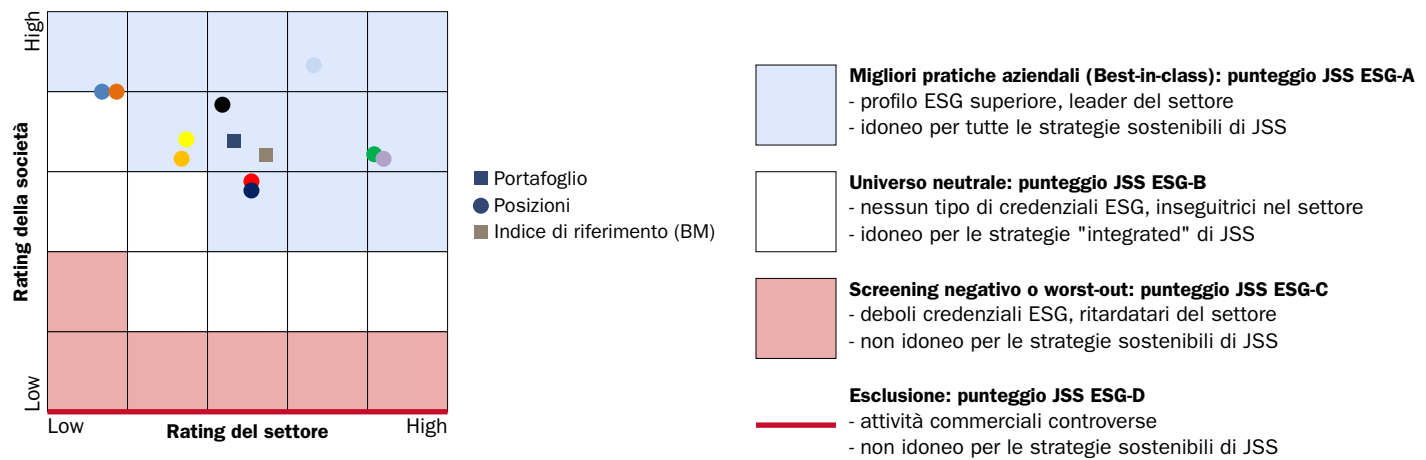 High
Rating della società
Low
Low
Rating del settore
High
Portafoglio
Posizioni
Indice di riferimento (BM)
Migliori pratiche aziendali (Best-in-class): punteggio JSS ESG-A
- profilo ESG superiore, leader del settore
- idoneo per tutte le strategie sostenibili di JSS
Universo neutrale: punteggio JSS ESG-B
- nessun tipo di credenziali ESG, inseguitrici nel settore
- idoneo per le strategie "integrated" di JSS
Screening negativo o worst-out: punteggio JSS ESG-C
- deboli credenziali ESG, ritardatari del settore
- non idoneo per le strategie sostenibili di JSS
Esclusione: punteggio JSS ESG-D
- attività commerciali controverse
- non idoneo per le strategie sostenibili di JSS